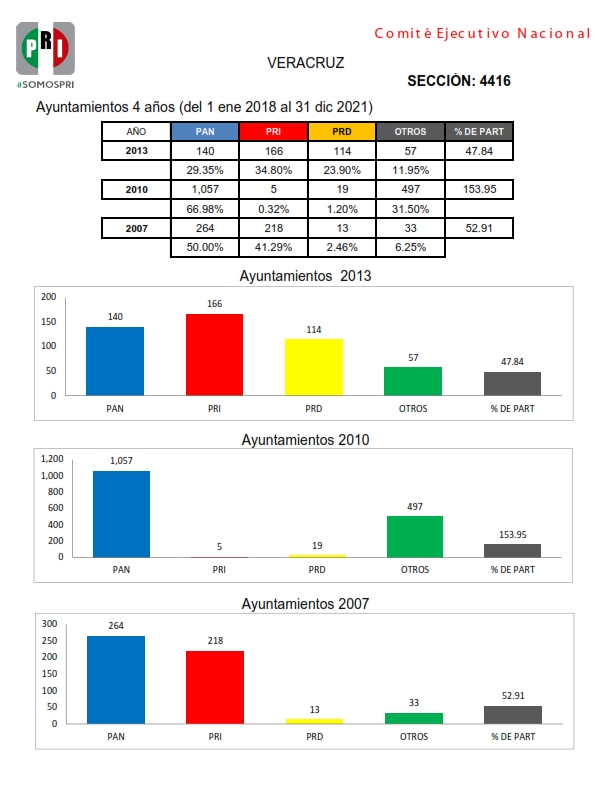 PRI
#SOMOSPRI
Comité Ejecutivo Nacional
VERACRUZ
SECCIÓN: 4416
Ayuntamientos 4 años (del 1 ene 2018 al 31 dic 2021)
AÑO PAN PRI PRD OTROS % DE PART
2013 140 166 114 57 47.84
29.35% 34.80% 23.90% 11.95%
2010 1,057 5 19 497 153.95
66.98% 0.32% 1.20% 31.50%
2007 264 218 13 33 52.91
50.00% 41.29% 2.46% 6.25%
Ayuntamientos 2013
200
150
100
50
0
140 166 114 57 47.84
PAN PRI PRD OTROS % DE PART
Ayuntamientos 2010
1,200
1,000
800
600
400
200
0
1,057 5 19 497 153.95
PAN PRI PRD OTROS % DE PART
Ayuntamientos 2007
300
250
200
150
100
50
0
264 218 13 33 52.91
PAN PRI PRD OTROS % DE PART